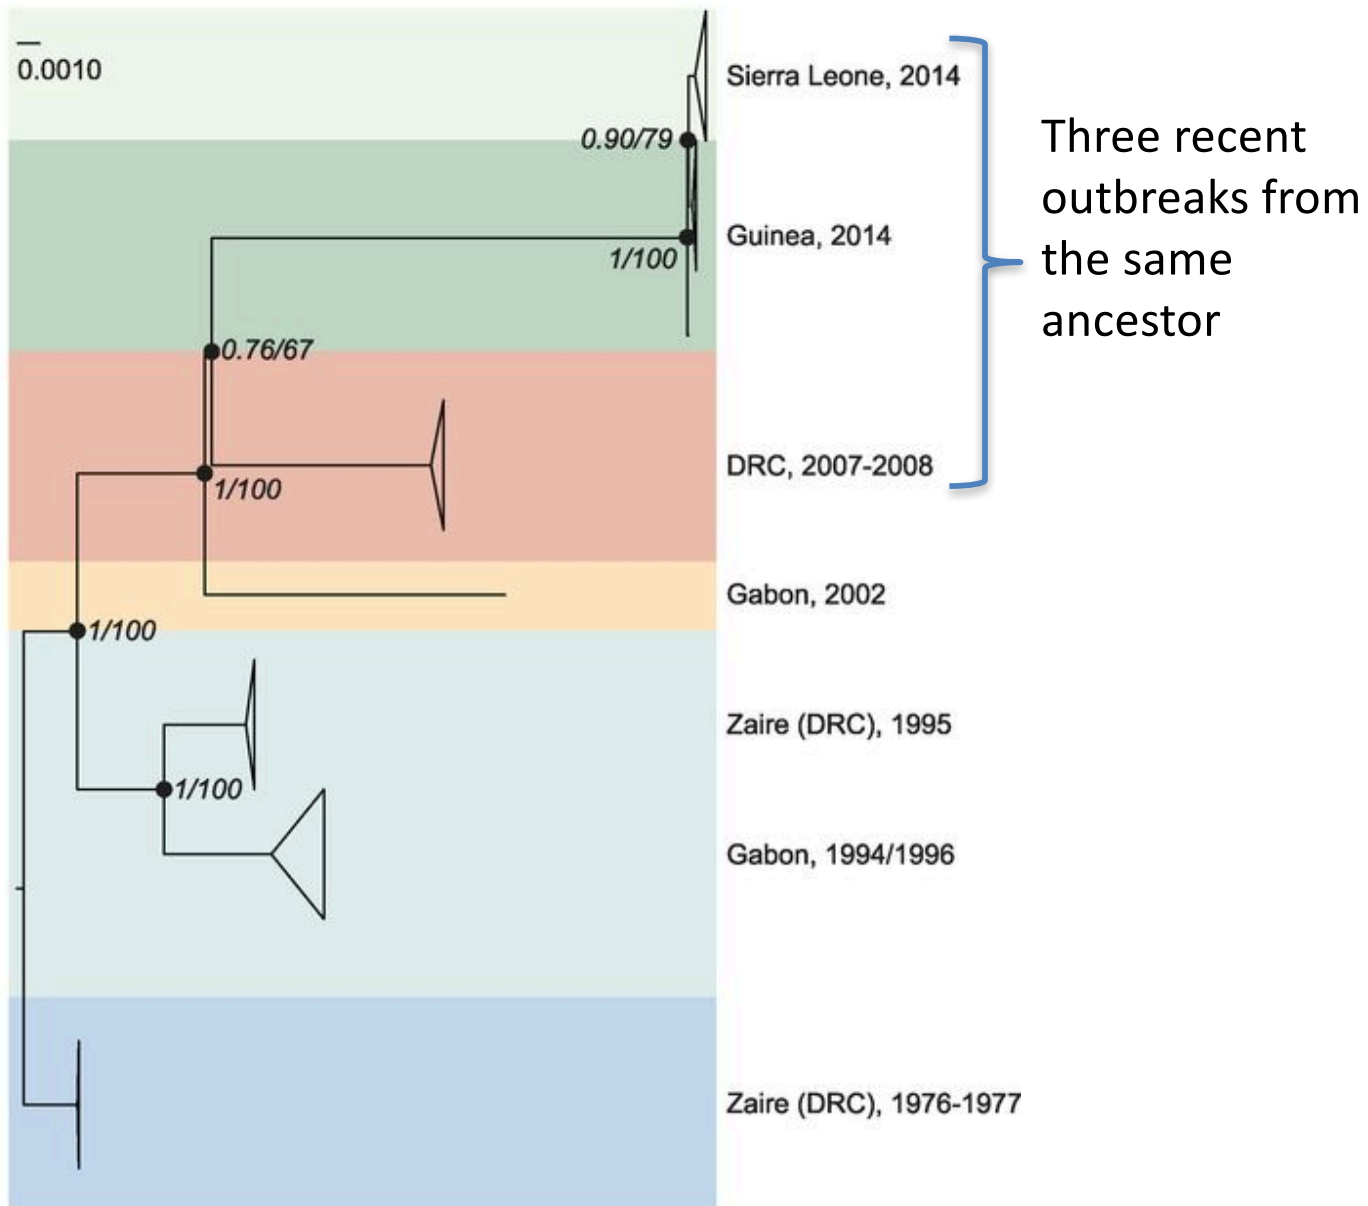 0.0010
Sierra Leone, 2014
0.90/79
Guinea, 2014
1/100
0.76/67
DRC, 2007-2008
1/100
Gabon, 2002
1/100
Zaire (DRC), 1995
1/100
Gabon, 1994/1996
Zaire (DRC), 1976-1977
Three recent
outbreaks from
the same
ancestor